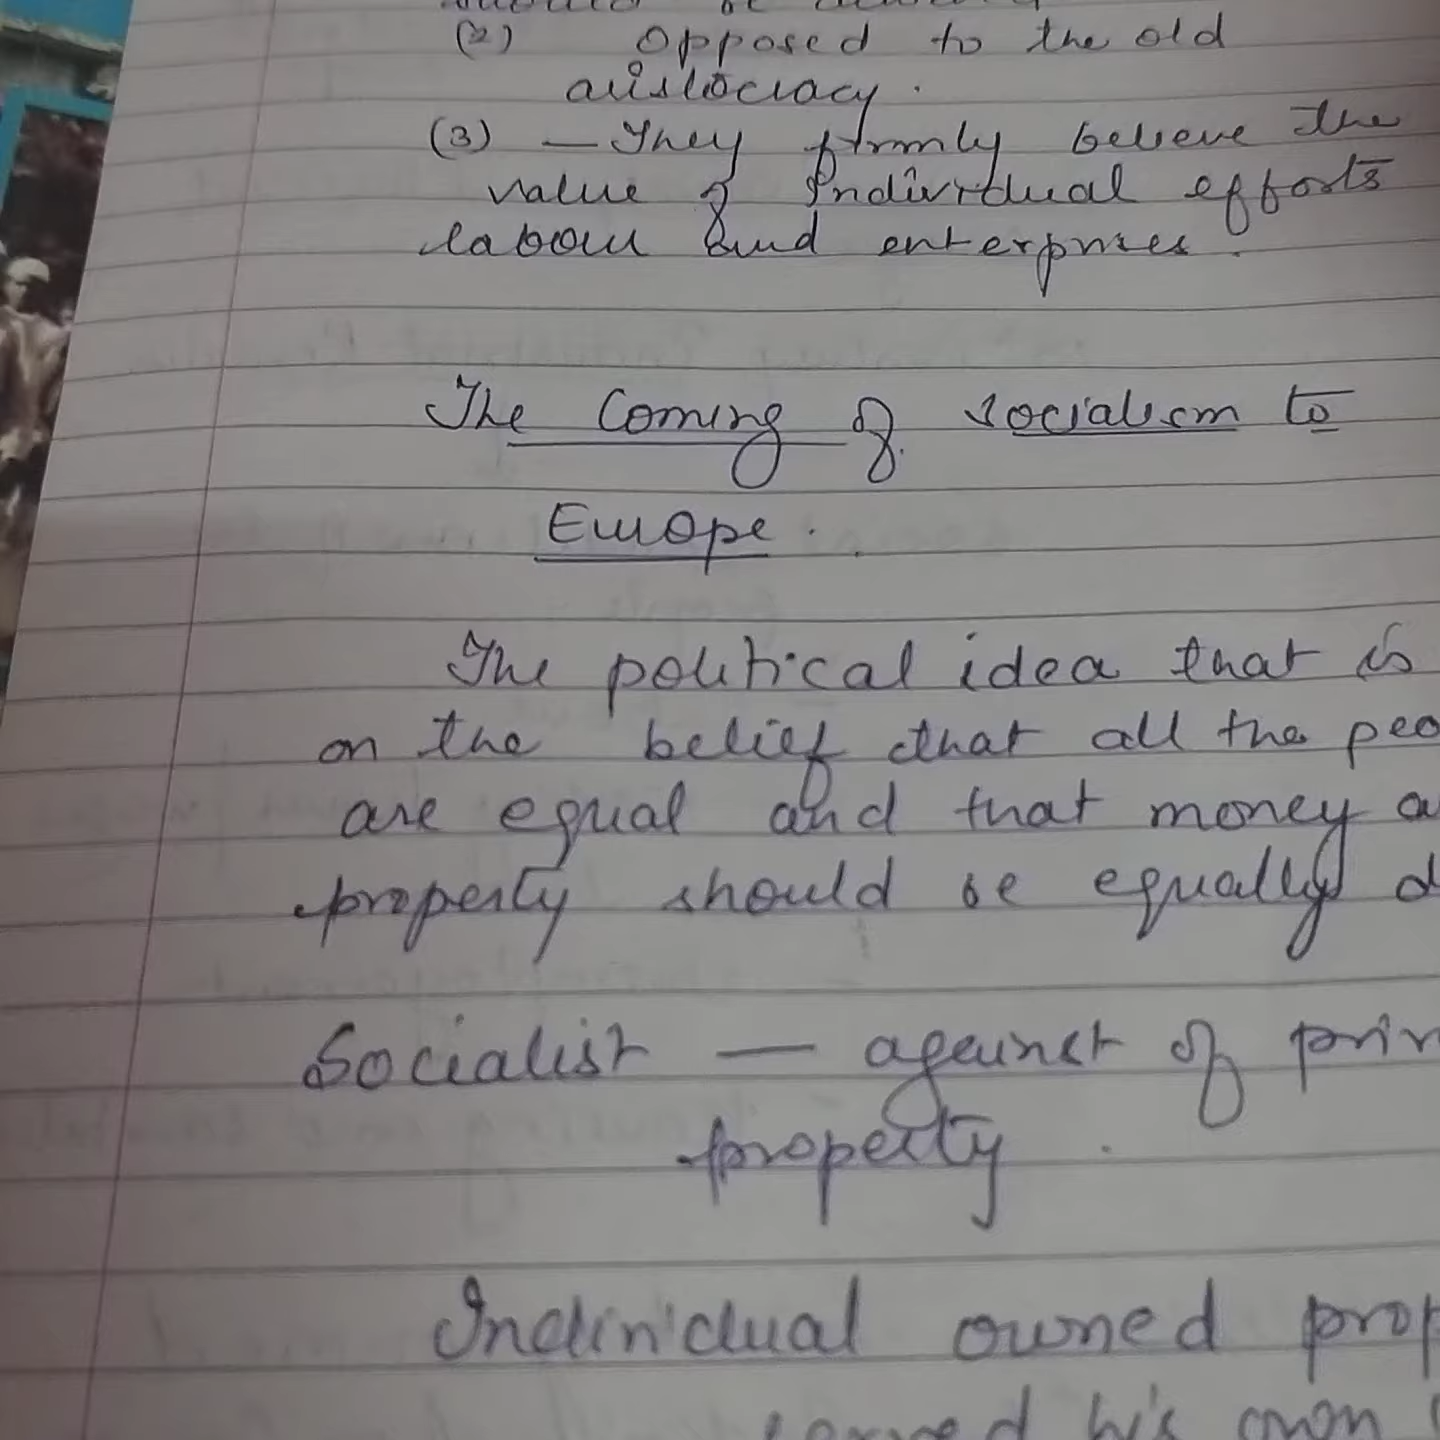 (2) opposed to the old
aristocracy.
(3) — They firmly believe the
value of individual efforts
labour and enterprises.
The Coming of Socialism to
Europe.
The political idea that is
on the belief that all the peo
are equal and that money a
property should be equally d
Socialist — against of priv
property.
Individual owned prop
his own